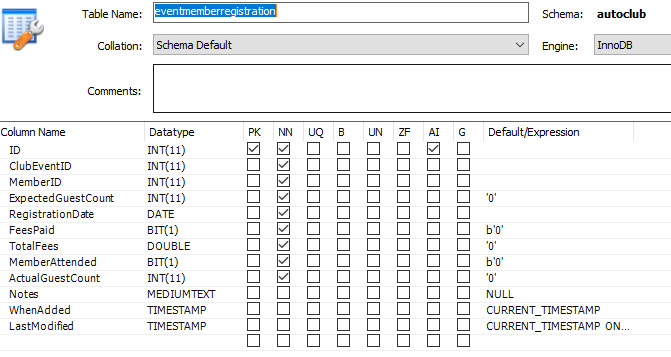 Table Name: eventmemberregistration Schema: autoclub
Collation: Schema Default Engine: InnoDB
Comments:
Column Name Datatype PK NN UQ B UN ZF AI G Default/Expression
ID INT(11)
ClubEventID INT(11)
MemberID INT(11)
ExpectedGuestCount INT(11) '0'
RegistrationDate DATE
FeesPaid BIT(1) b'0'
TotalFees DOUBLE '0'
MemberAttended BIT(1) b'0'
ActualGuestCount INT(11) '0'
Notes MEDIUMTEXT NULL
WhenAdded TIMESTAMP CURRENT_TIMESTAMP
LastModified TIMESTAMP CURRENT_TIMESTAMP ON...